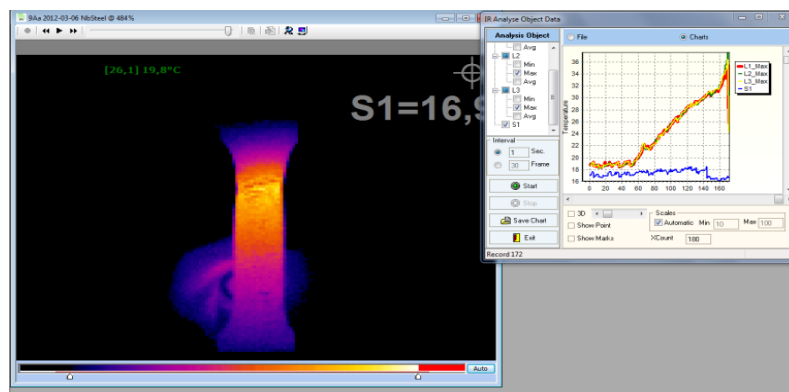 9Aa 2012-03-06 NbSteel @ 484%
[26,1] 19,8°C
S1=16,9
Auto
IR Analyse Object Data
Analysis Object
Avg
L2
Min
Max
Avg
L3
Min
Max
Avg
S1
Interval
1 Sec.
30 Frame
Start
Stop
Save Chart
Exit
Record 172
File
Charts
Temperature
36
34
32
30
28
26
24
22
20
18
16
0 20 40 60 80 100 120 140 160
L1_Max
L2_Max
L3_Max
S1
3D
Show Point
Show Marks
Scales
Automatic Min 10 Max 100
XCount 180